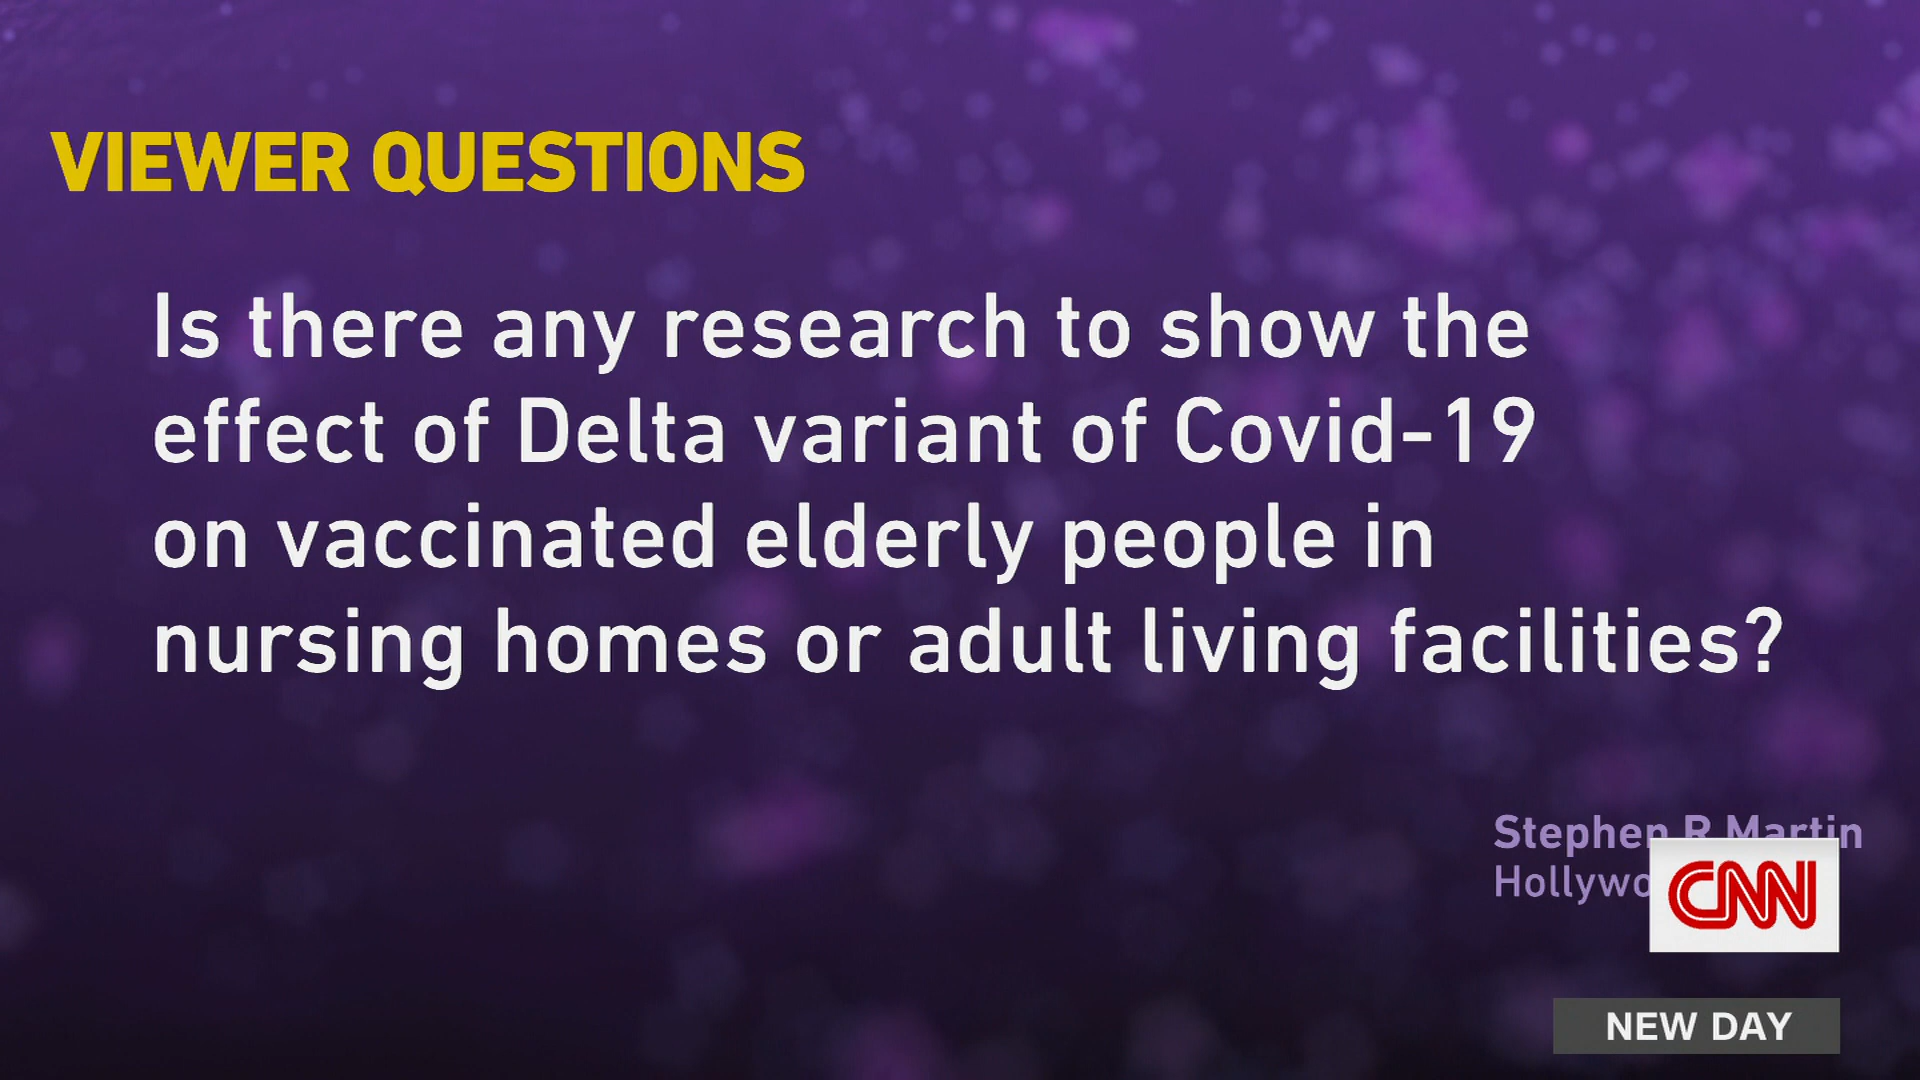 VIEWER QUESTIONS
Is there any research to show the
effect of Delta variant of Covid-19
on vaccinated elderly people in
nursing homes or adult living facilities?
Stephen R Martin
CNN
NEW DAY